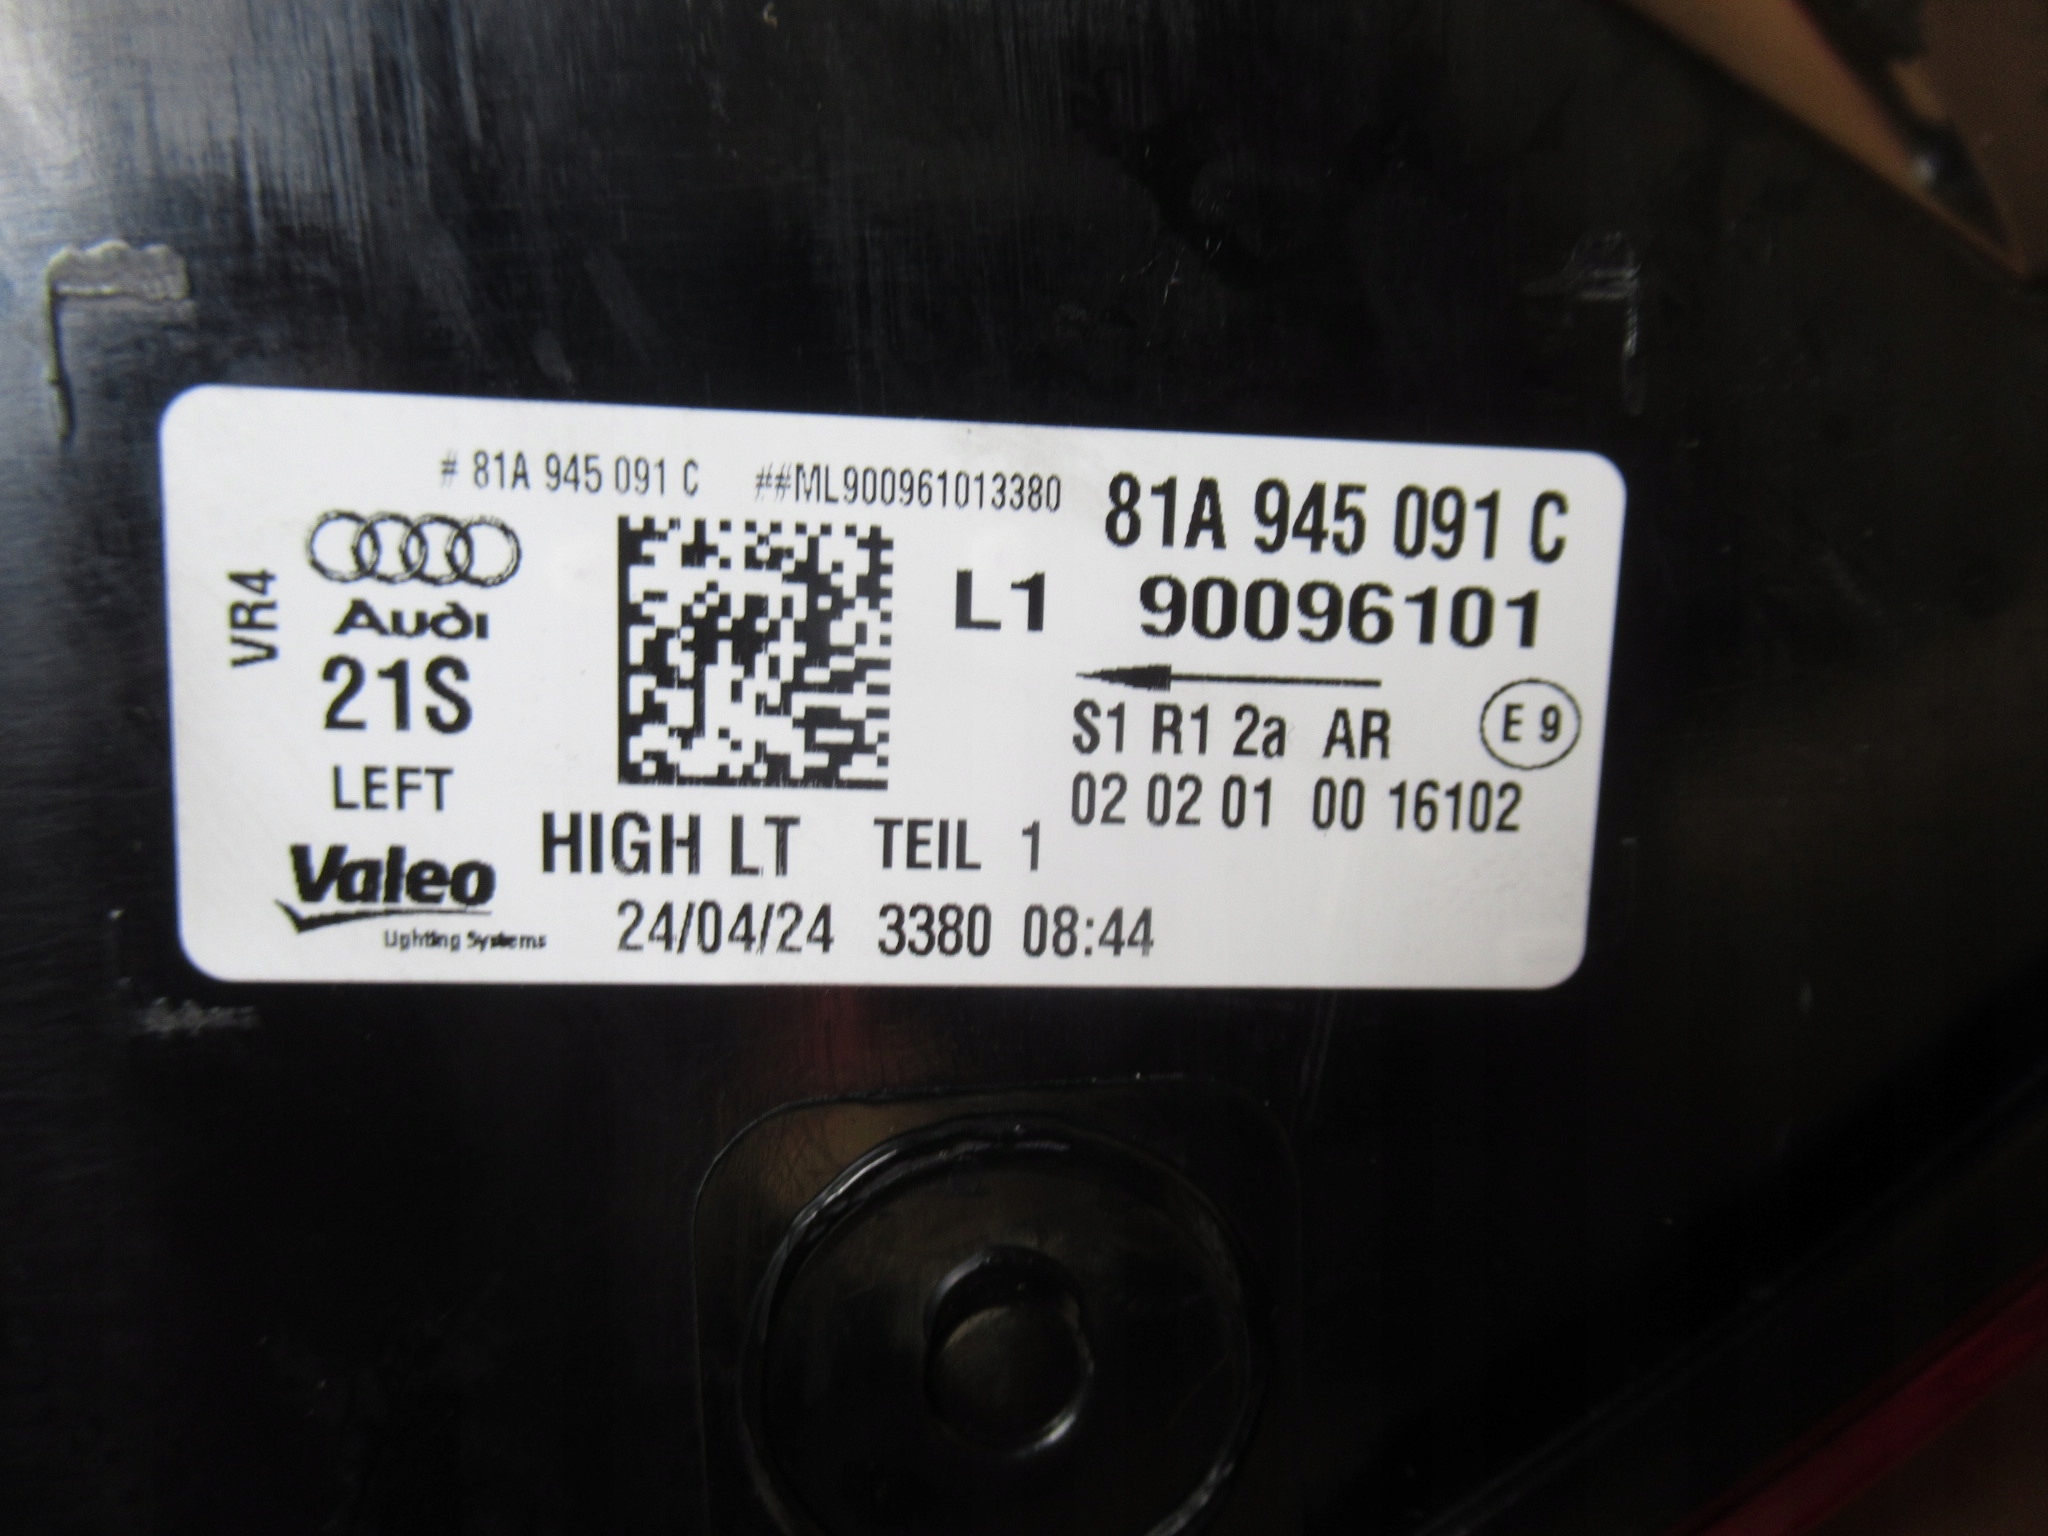 # 81A 945 091 C ##ML900961013380
81A 945 091 C
VR4
Audi
21S
LEFT
L1 90096101
S1 R1 2a AR E 9
02 02 01 00 16102
HIGH LT TEIL 1
Valeo
Lighting Systems
24/04/24 3380 08:44